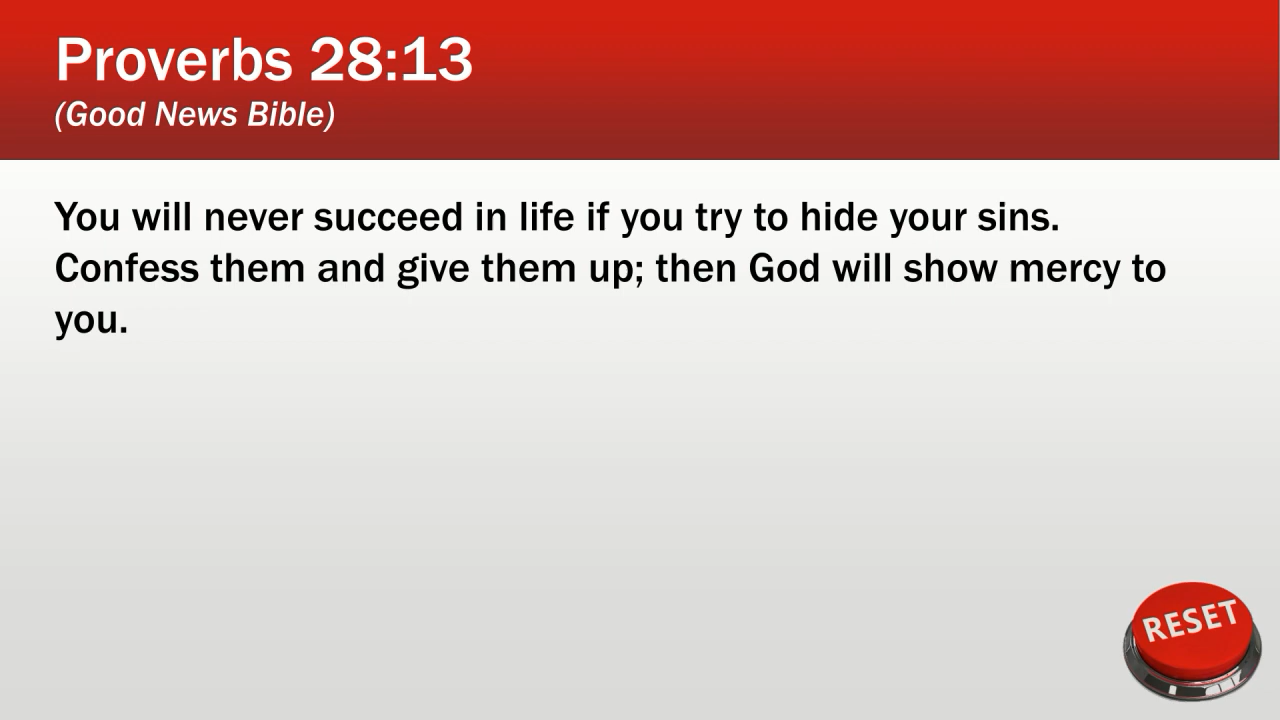 Proverbs 28:13
(Good News Bible)
You will never succeed in life if you try to hide your sins.
Confess them and give them up; then God will show mercy to
you.
RESET